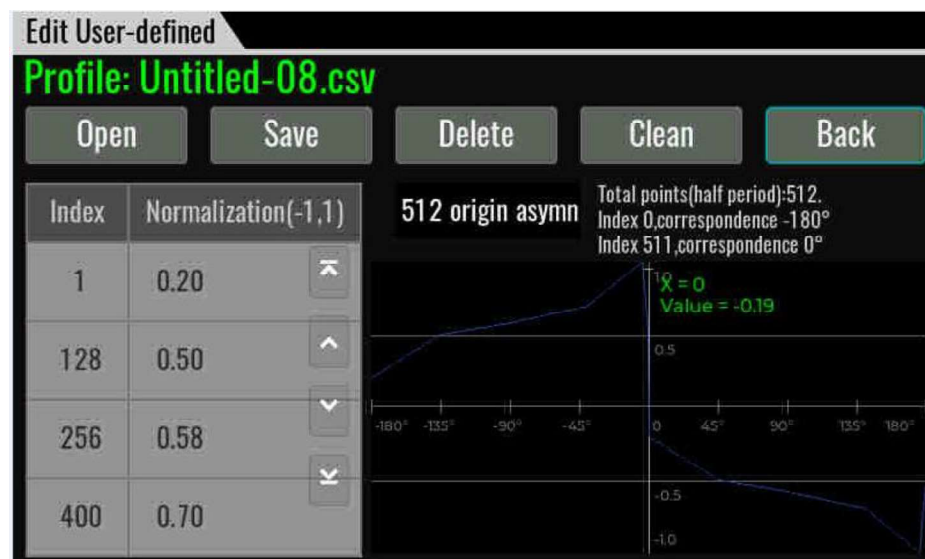 Edit User-defined
Profile: Untitled-08.csv
Open Save Delete Clean Back
Index Normalization(-1,1)
512 origin asymn
Total points(half period):512.
Index 0,correspondence -180°
Index 511,correspondence 0°
1 0.20
128 0.50
256 0.58
400 0.70
1.0
X = 0
Value = -0.19
0.5
-180° -135° -90° -45° 0 45° 90° 135° 180°
-0.5
-1.0